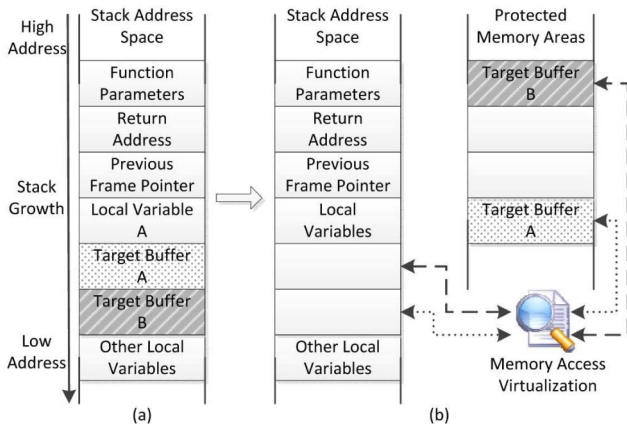 High
Address
Stack
Growth
Low
Address
Stack Address
Space
Function
Parameters
Return
Address
Previous
Frame Pointer
Local Variable
A
Target Buffer
A
Target Buffer
B
Other Local
Variables
(a)
Stack Address
Space
Function
Parameters
Return
Address
Previous
Frame Pointer
Local
Variables
Other Local
Variables
Protected
Memory Areas
Target Buffer
B
Target Buffer
A
Memory Access
Virtualization
(b)